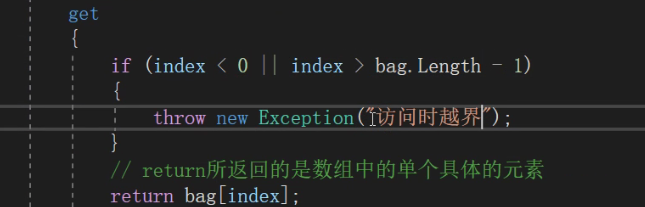 get
{
if (index < 0 || index > bag.Length - 1)
{
throw new Exception("访问时越界");
}
// return所返回的是数组中的单个具体的元素
return bag[index];